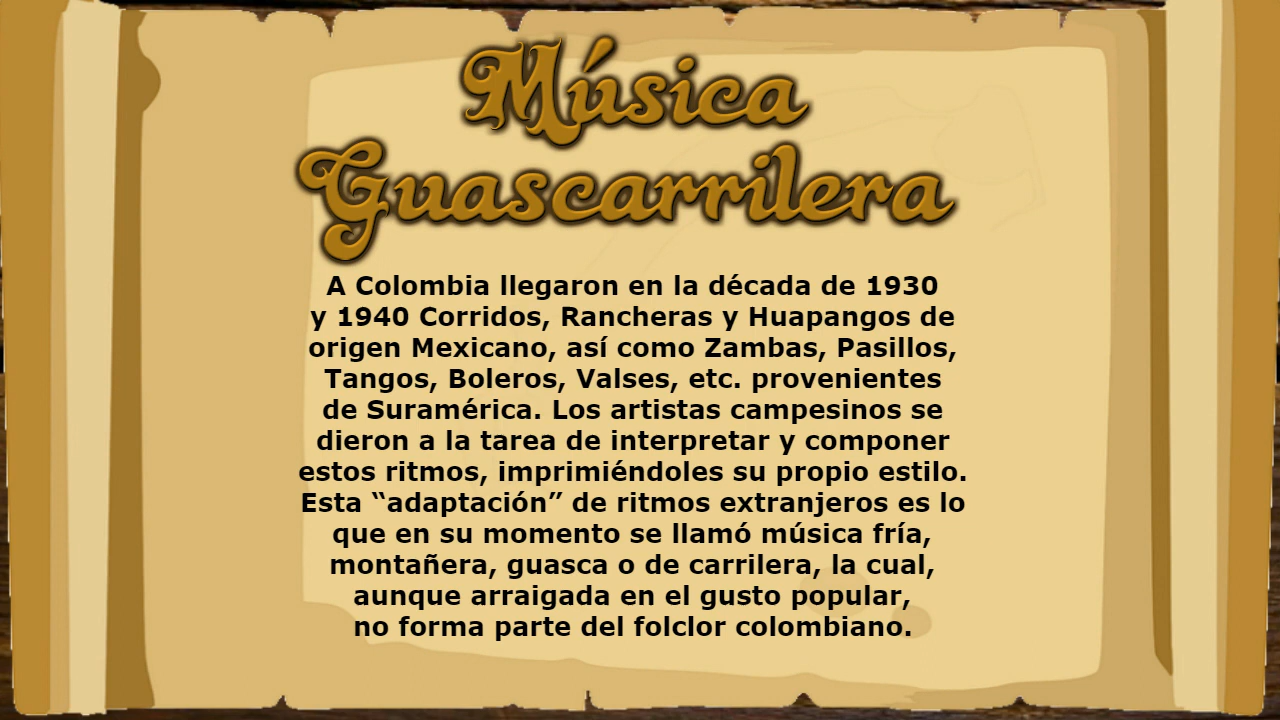 Música
Guascarrilera
A Colombia llegaron en la década de 1930
y 1940 Corridos, Rancheras y Huapangos de
origen Mexicano, así como Zambas, Pasillos,
Tangos, Boleros, Valses, etc. provenientes
de Suramérica. Los artistas campesinos se
dieron a la tarea de interpretar y componer
estos ritmos, imprimiéndoles su propio estilo.
Esta “adaptación” de ritmos extranjeros es lo
que en su momento se llamó música fría,
montañera, guasca o de carrilera, la cual,
aunque arraigada en el gusto popular,
no forma parte del folclor colombiano.